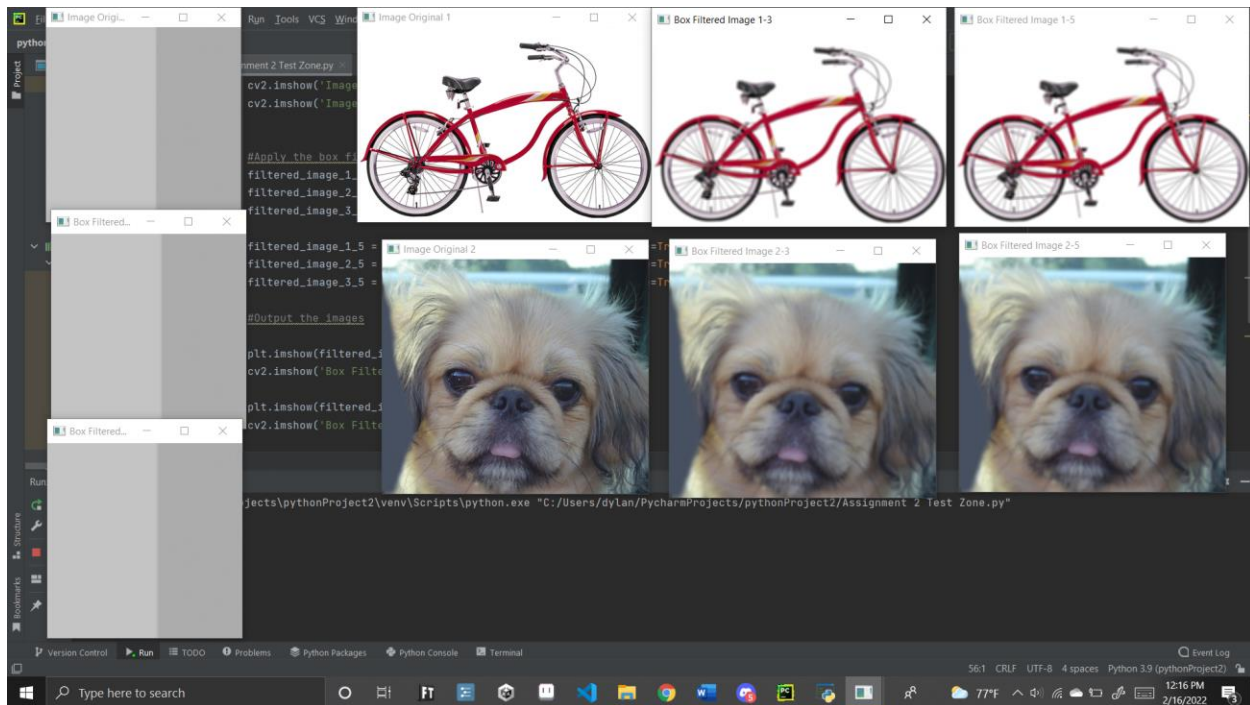 Image Origi...
Run Tools VCS Wind
Image Original 1
Box Filtered Image 1-3
Box Filtered Image 1-5
pytho
nment 2 Test Zone.py
Project
cv2.imshow('Image
cv2.imshow('Image
#Apply the box fi
filtered_image_1_
filtered_image_2_
filtered_image_3_
Box Filtered...
filtered_image_1_5 =
filtered_image_2_5 =
filtered_image_3_5 =
=Tr
=Tr
=Tr
Image Original 2
Box Filtered Image 2-3
Box Filtered Image 2-5
#Output the images
plt.imshow(filtered_i
cv2.imshow('Box Filte
plt.imshow(filtered_i
cv2.imshow('Box Filte
Box Filtered...
Run
jects\pythonProject2\venv\Scripts\python.exe "C:/Users/dylan/PycharmProjects/pythonProject2/Assignment 2 Test Zone.py"
Structure
Bookmarks
Version Control Run TODO Problems Python Packages Python Console Terminal
Event Log
56:1 CRLF UTF-8 4 spaces Python 3.9 (pythonProject2)
Type here to search
FT
PC
77°F
12:16 PM
2/16/2022
3